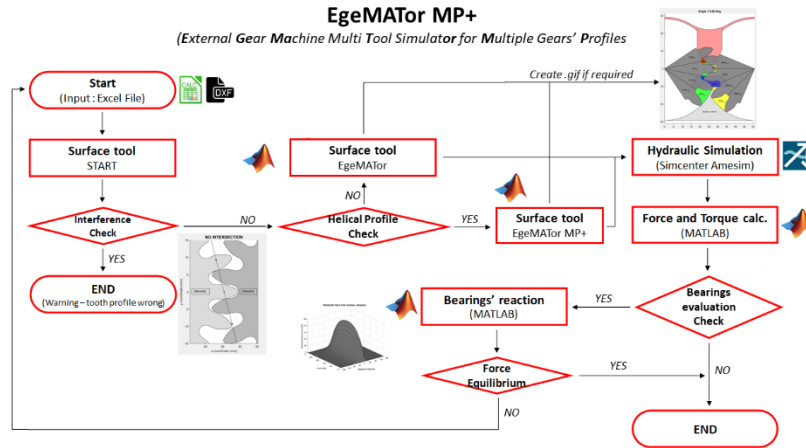 EgeMATor MP+
(External Gear Machine Multi Tool Simulator for Multiple Gears' Profiles
Start
(Input : Excel File)
CALC
DXF
Create .gif if required
Surface tool
START
Surface tool
EgeMATor
Hydraulic Simulation
(Simcenter Amesim)
Interference
Check
NO
NO
Helical Profile
Check
YES
Surface tool
EgeMATor MP+
Force and Torque calc.
(MATLAB)
YES
NO INTERSECTION
END
(Warning – tooth profile wrong)
Bearings' reaction
(MATLAB)
YES
Bearings
evaluation
Check
Force
Equilibrium
YES
NO
NO
END